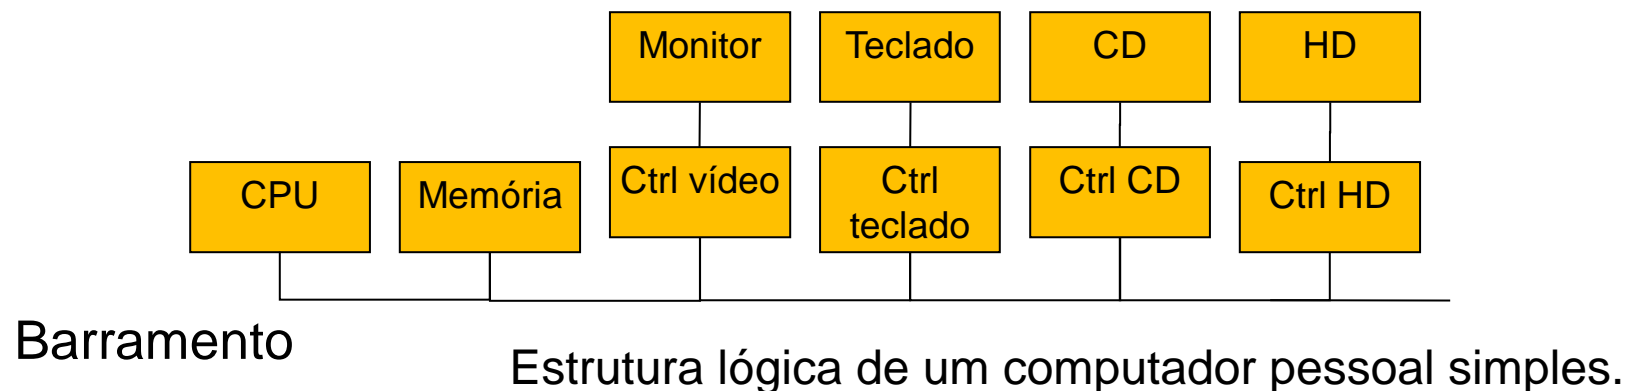 Monitor
Teclado
CD
HD
CPU
Memória
Ctrl vídeo
Ctrl
teclado
Ctrl CD
Ctrl HD
Barramento
Estrutura lógica de um computador pessoal simples.